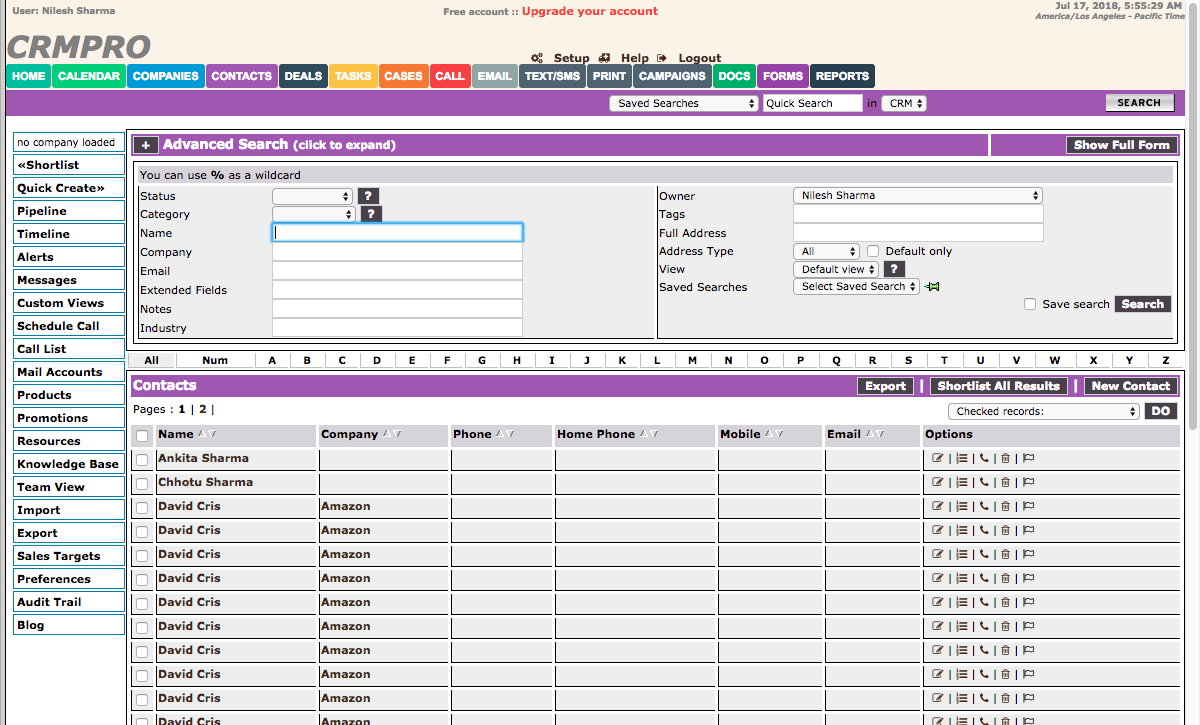 User: Nilesh Sharma
Free account :: Upgrade your account
Jul 17, 2018, 5:55:29 AM
America/Los Angeles - Pacific Time
CRMPRO
Setup Help Logout
HOME CALENDAR COMPANIES CONTACTS DEALS TASKS CASES CALL EMAIL TEXT/SMS PRINT CAMPAIGNS DOCS FORMS REPORTS
Saved Searches Quick Search in CRM SEARCH
no company loaded
«Shortlist
Quick Create»
Pipeline
Timeline
Alerts
Messages
Custom Views
Schedule Call
Call List
Mail Accounts
Products
Promotions
Resources
Knowledge Base
Team View
Import
Export
Sales Targets
Preferences
Audit Trail
Blog
+ Advanced Search (click to expand) Show Full Form
You can use % as a wildcard
Status ?
Category ?
Name
Company
Email
Extended Fields
Notes
Industry
Owner Nilesh Sharma
Tags
Full Address
Address Type All Default only
View Default view ?
Saved Searches Select Saved Search
Save search Search
All Num A B C D E F G H I J K L M N O P Q R S T U V W X Y Z
Contacts Export | Shortlist All Results | New Contact
Pages : 1 | 2 |
Checked records: DO
Name Company Phone Home Phone Mobile Email Options
Ankita Sharma | | | |
Chhotu Sharma | | | |
David Cris Amazon | | | |
David Cris Amazon | | | |
David Cris Amazon | | | |
David Cris Amazon | | | |
David Cris Amazon | | | |
David Cris Amazon | | | |
David Cris Amazon | | | |
David Cris Amazon | | | |
David Cris Amazon | | | |
David Cris Amazon | | | |